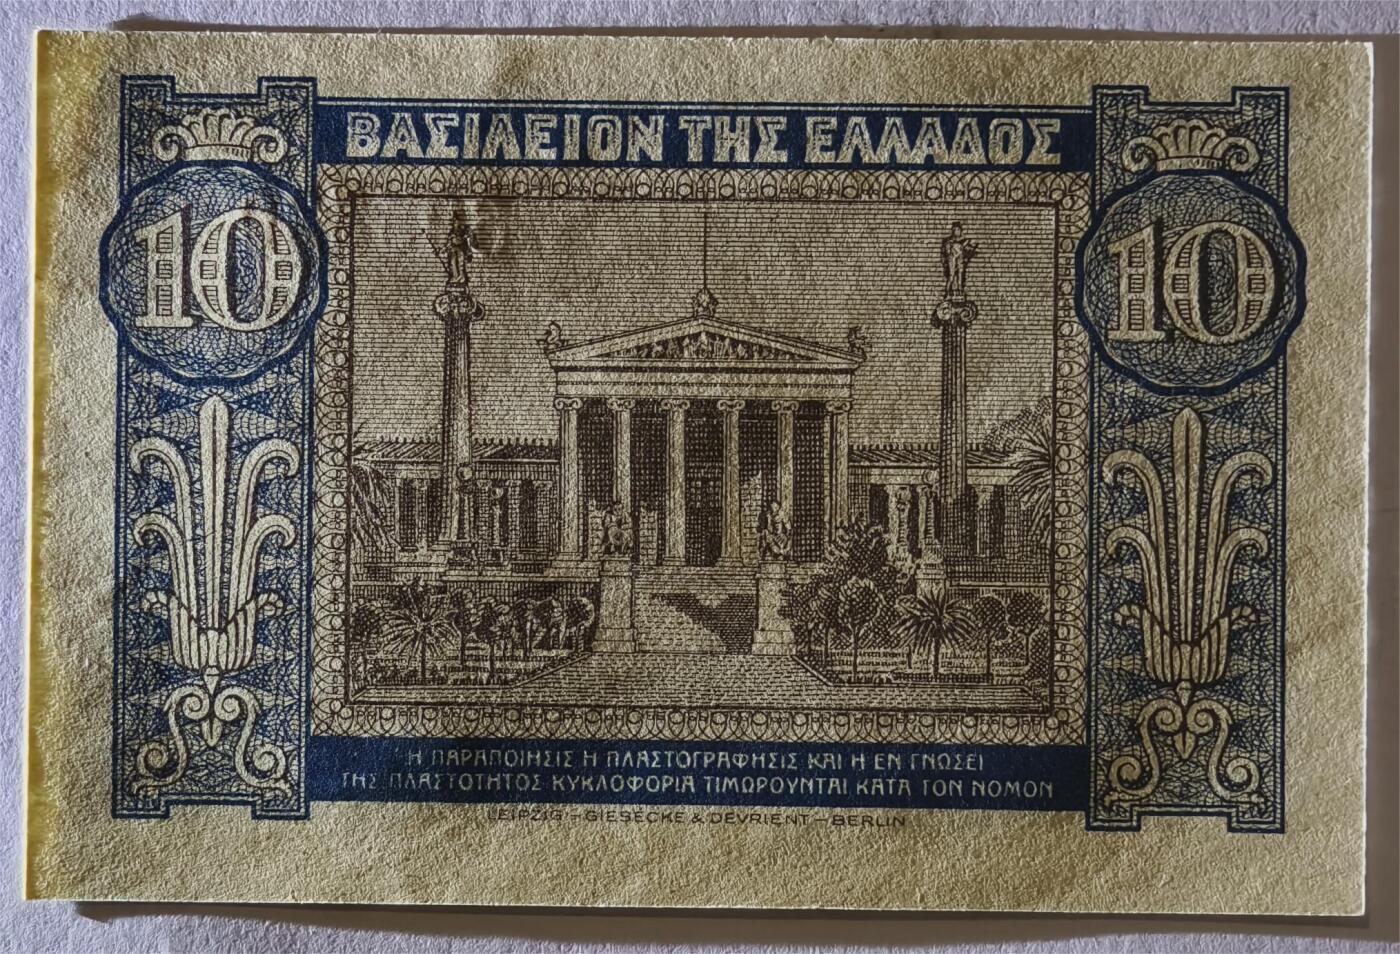 ΒΑΣΙΛΕΙΟΝ ΤΗΣ ΕΛΛΑΔΟΣ
10
10
Η ΠΑΡΑΠΟΙΗΣΙΣ Η ΠΛΑΣΤΟΓΡΑΦΗΣΙΣ ΚΑΙ Η ΕΝ ΓΝΩΣΕΙ
ΤΗΣ ΠΛΑΣΤΟΤΗΤΟΣ ΚΥΚΛΟΦΟΡΙΑ ΤΙΜΩΡΟΥΝΤΑΙ ΚΑΤΑ ΤΟΝ ΝΟΜΟΝ
LEIPZIG – GIESECKE & DEVRIENT – BERLIN